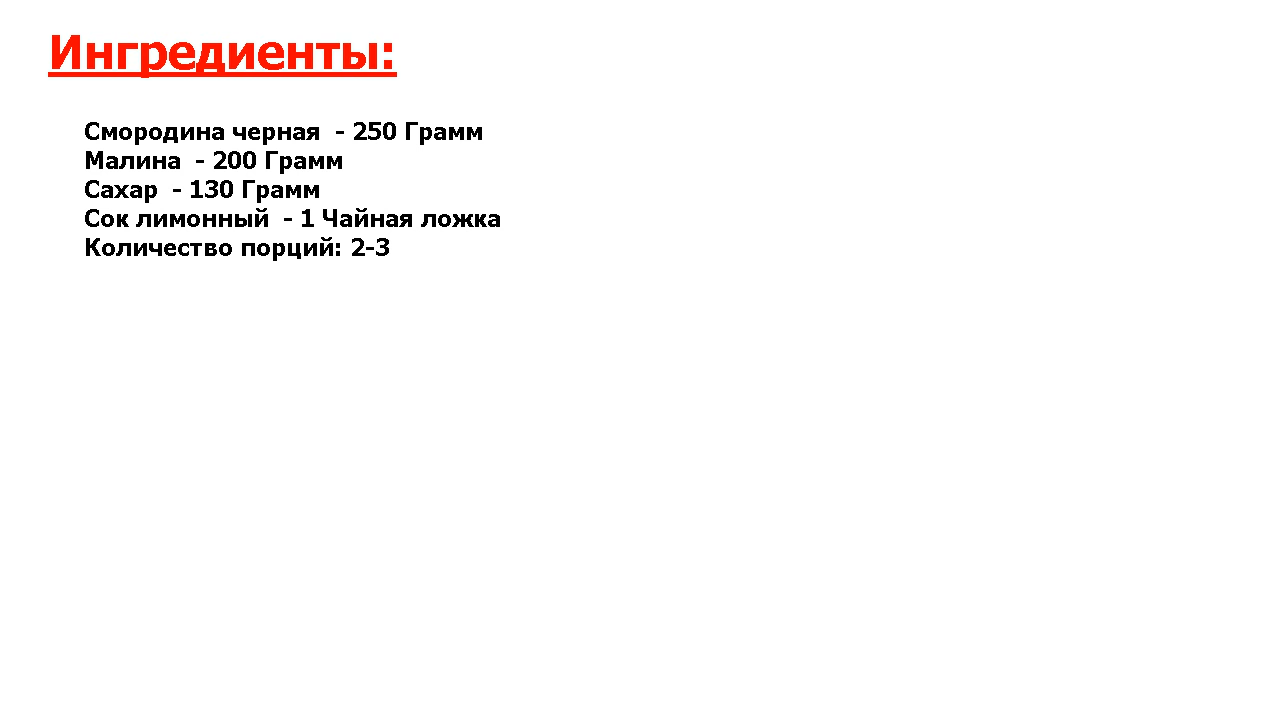 Ингредиенты:
Смородина черная  - 250 Грамм
Малина  - 200 Грамм
Сахар  - 130 Грамм
Сок лимонный  - 1 Чайная ложка
Количество порций: 2-3